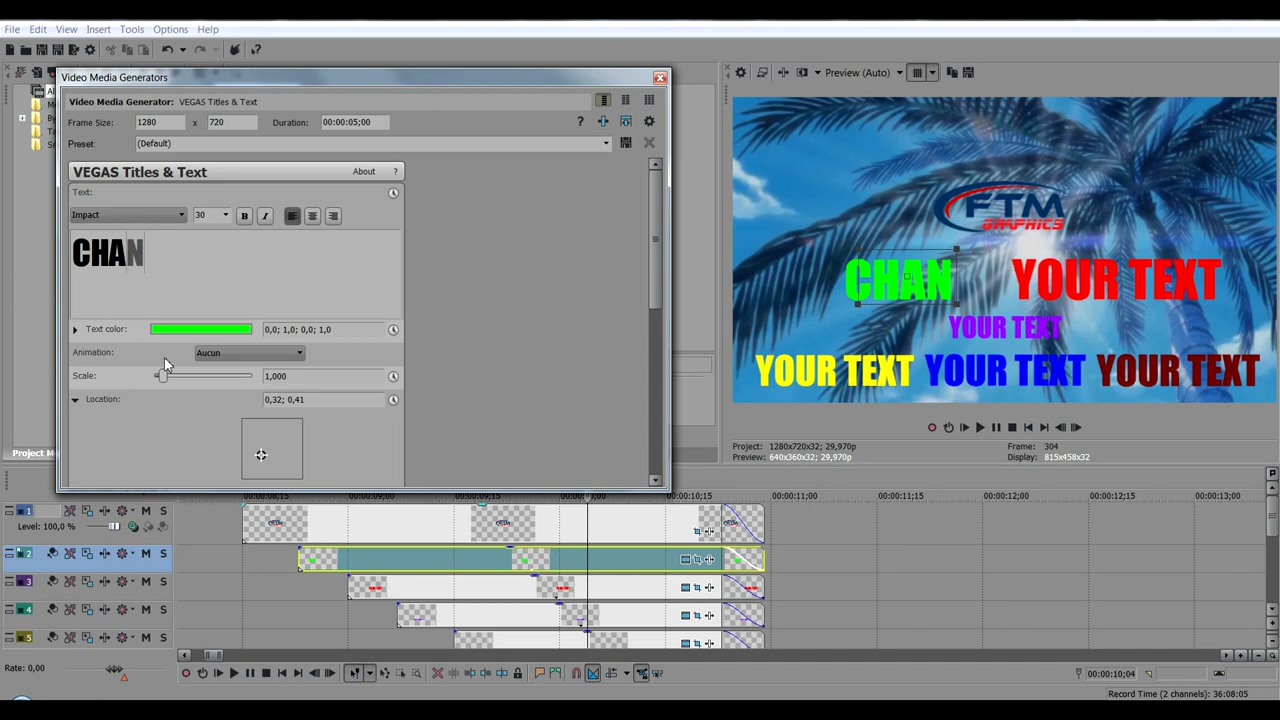 File Edit View Insert Tools Options Help
Video Media Generators
Video Media Generator: VEGAS Titles & Text
Frame Size: 1280 x 720 Duration: 00:00:05;00 ?
Preset: (Default)
VEGAS Titles & Text About ?
Text:
Impact 30 B I
CHAN
Text color: 0,0; 1,0; 0,0; 1,0
Animation: Aucun
Scale: 1,000
Location: 0,32; 0,41
Preview (Auto)
FTM
GRAPHICS
CHAN YOUR TEXT
YOUR TEXT
YOUR TEXT YOUR TEXT YOUR TEXT
Project: 1280x720x32; 29,970p Frame: 304
Preview: 640x360x32; 29,970p Display: 815x458x32
Project M
00:00:08;15 00:00:09;00 00:00:09;15 00:00:10;15 00:00:11;00 00:00:11;15 00:00:12;00 00:00:12;15 00:00:13;00
1 M S
Level: 100,0 %
2 M S
3 M S
4 M S
5 M S
Rate: 0,00
00:00:10;04
Record Time (2 channels): 36:08:05